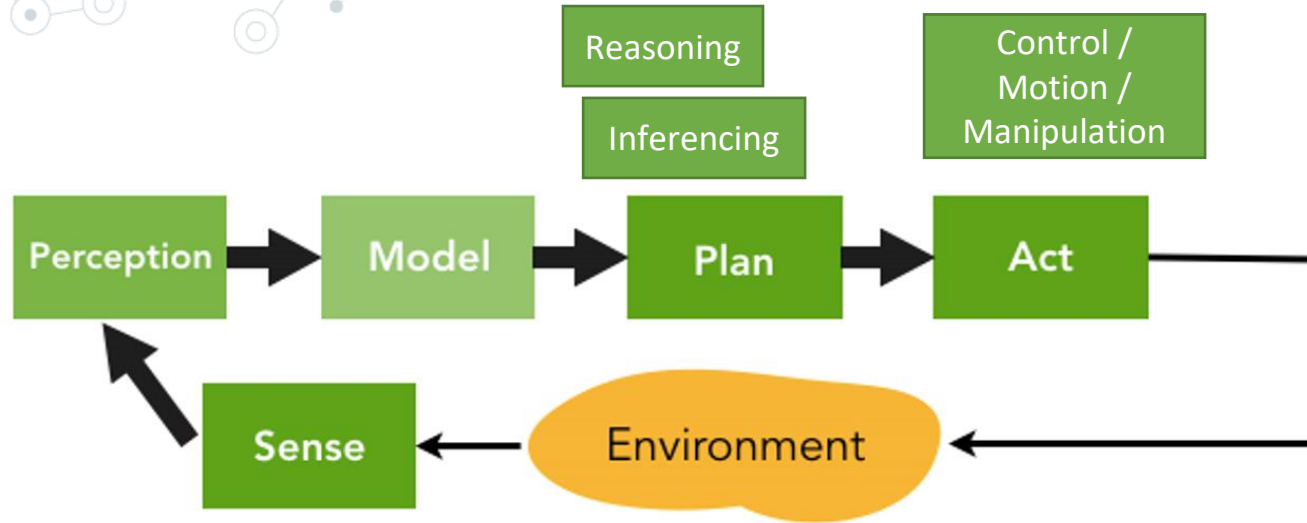 Reasoning
Inferencing
Control /
Motion /
Manipulation
Perception
Model
Plan
Act
Sense
Environment